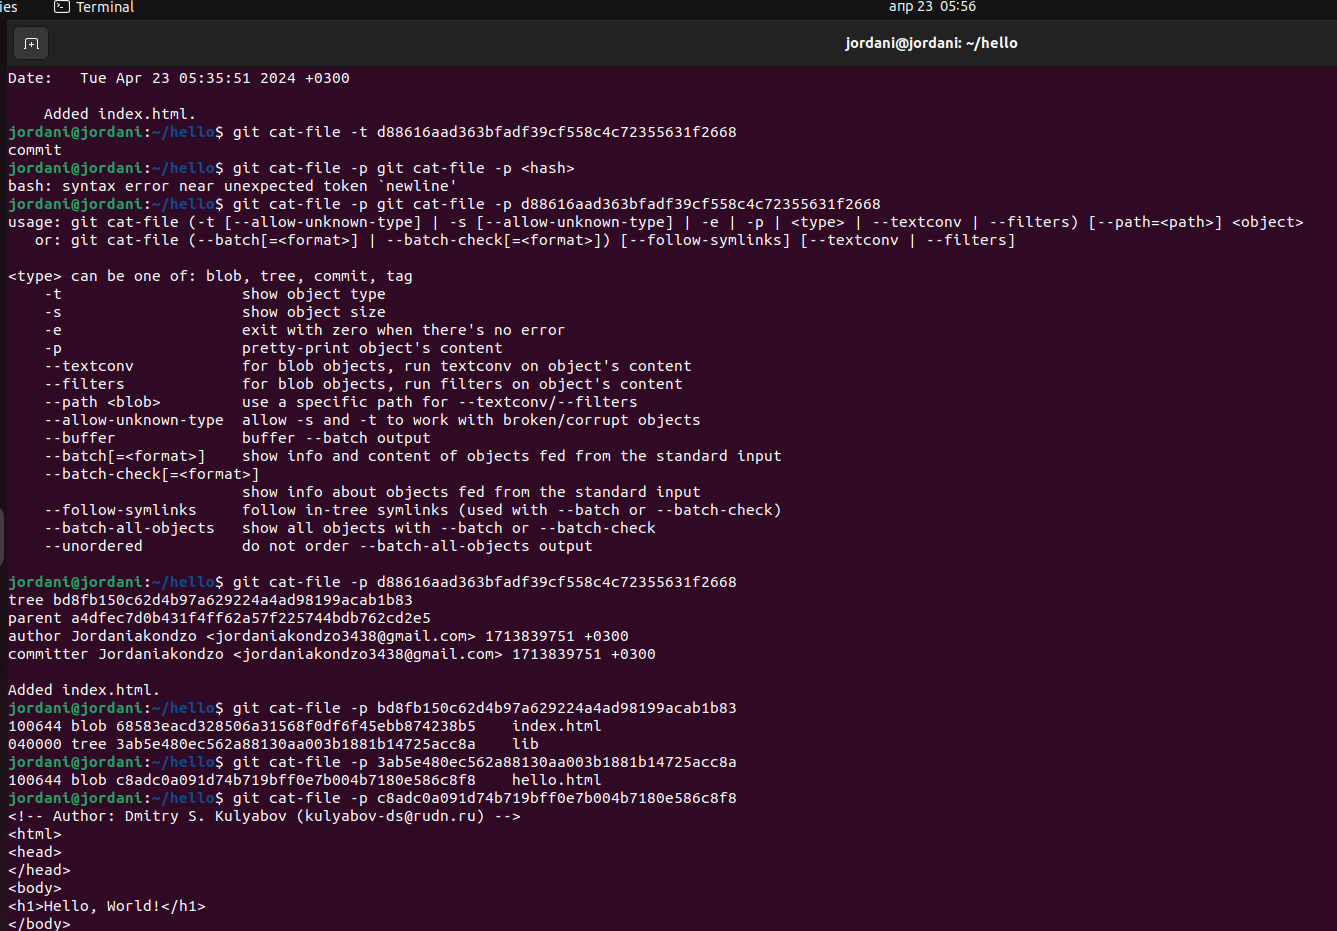 ies Terminal апр 23 05:56
jordani@jordani: ~/hello
Date:   Tue Apr 23 05:35:51 2024 +0300

    Added index.html.
jordani@jordani:~/hello$ git cat-file -t d88616aad363bfadf39cf558c4c72355631f2668
commit
jordani@jordani:~/hello$ git cat-file -p git cat-file -p <hash>
bash: syntax error near unexpected token `newline'
jordani@jordani:~/hello$ git cat-file -p git cat-file -p d88616aad363bfadf39cf558c4c72355631f2668
usage: git cat-file (-t [--allow-unknown-type] | -s [--allow-unknown-type] | -e | -p | <type> | --textconv | --filters) [--path=<path>] <object>
   or: git cat-file (--batch[=<format>] | --batch-check[=<format>]) [--follow-symlinks] [--textconv | --filters]

<type> can be one of: blob, tree, commit, tag
    -t                    show object type
    -s                    show object size
    -e                    exit with zero when there's no error
    -p                    pretty-print object's content
    --textconv            for blob objects, run textconv on object's content
    --filters             for blob objects, run filters on object's content
    --path <blob>         use a specific path for --textconv/--filters
    --allow-unknown-type  allow -s and -t to work with broken/corrupt objects
    --buffer              buffer --batch output
    --batch[=<format>]    show info and content of objects fed from the standard input
    --batch-check[=<format>]
                          show info about objects fed from the standard input
    --follow-symlinks     follow in-tree symlinks (used with --batch or --batch-check)
    --batch-all-objects   show all objects with --batch or --batch-check
    --unordered           do not order --batch-all-objects output

jordani@jordani:~/hello$ git cat-file -p d88616aad363bfadf39cf558c4c72355631f2668
tree bd8fb150c62d4b97a629224a4ad98199acab1b83
parent a4dfec7d0b431f4ff62a57f225744bdb762cd2e5
author Jordaniakondzo <jordaniakondzo3438@gmail.com> 1713839751 +0300
committer Jordaniakondzo <jordaniakondzo3438@gmail.com> 1713839751 +0300

Added index.html.
jordani@jordani:~/hello$ git cat-file -p bd8fb150c62d4b97a629224a4ad98199acab1b83
100644 blob 68583eacd328506a31568f0df6f45ebb874238b5    index.html
040000 tree 3ab5e480ec562a88130aa003b1881b14725acc8a    lib
jordani@jordani:~/hello$ git cat-file -p 3ab5e480ec562a88130aa003b1881b14725acc8a
100644 blob c8adc0a091d74b719bff0e7b004b7180e586c8f8    hello.html
jordani@jordani:~/hello$ git cat-file -p c8adc0a091d74b719bff0e7b004b7180e586c8f8
<!-- Author: Dmitry S. Kulyabov (kulyabov-ds@rudn.ru) -->
<html>
<head>
</head>
<body>
<h1>Hello, World!</h1>
</body>